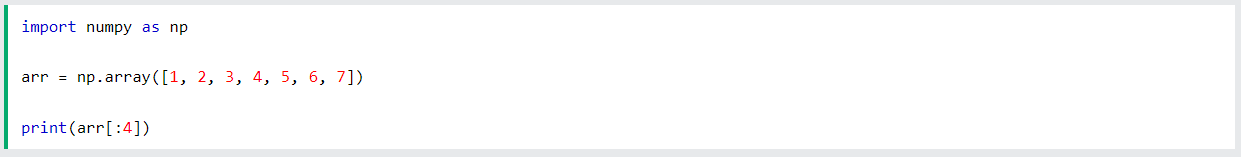 import numpy as np
arr = np.array([1, 2, 3, 4, 5, 6, 7])
print(arr[:4])